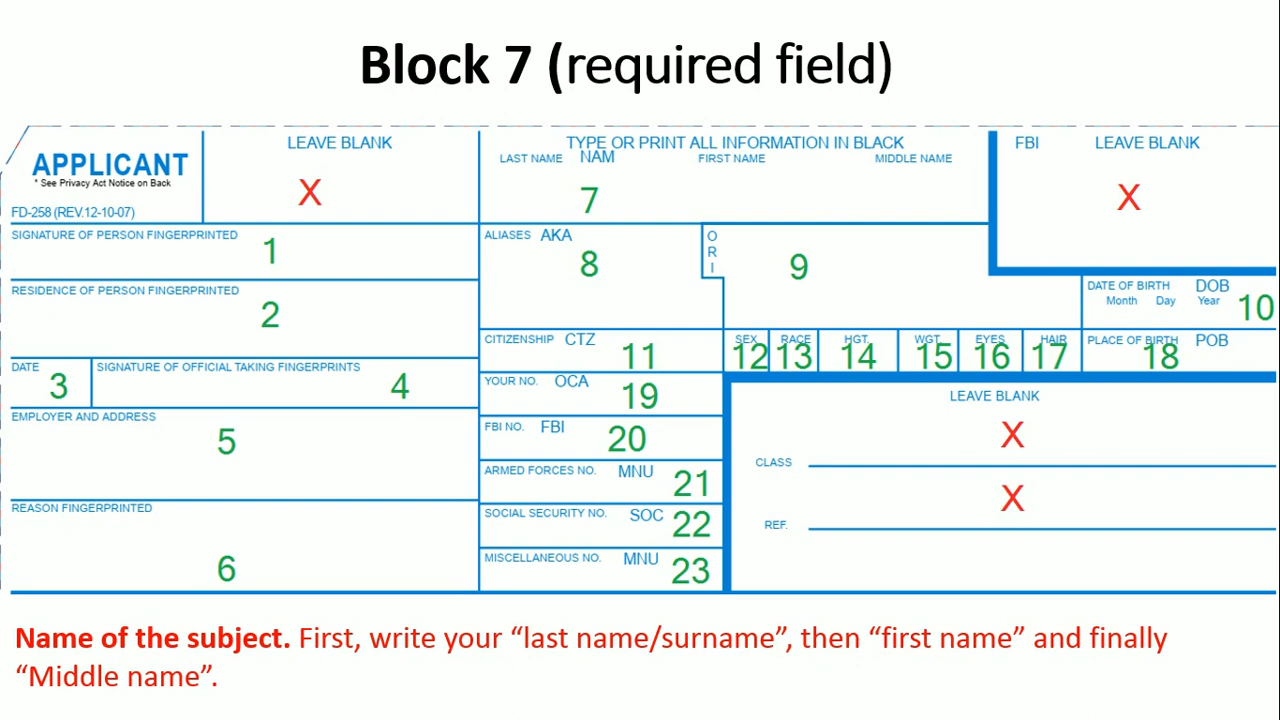 Block 7 (required field)
LEAVE BLANK
TYPE OR PRINT ALL INFORMATION IN BLACK
FBI LEAVE BLANK
APPLICANT
* See Privacy Act Notice on Back
LAST NAME NAM FIRST NAME MIDDLE NAME
X
7
X
FD-258 (REV.12-10-07)
SIGNATURE OF PERSON FINGERPRINTED
1
ALIASES AKA
8
O
R
I
9
RESIDENCE OF PERSON FINGERPRINTED
2
DATE OF BIRTH DOB
Month Day Year
10
CITIZENSHIP CTZ
11
SEX
12
RACE
13
HGT.
14
WGT.
15
EYES
16
HAIR
17
PLACE OF BIRTH POB
18
DATE
3
SIGNATURE OF OFFICIAL TAKING FINGERPRINTS
4
YOUR NO. OCA
19
LEAVE BLANK
EMPLOYER AND ADDRESS
5
FBI NO. FBI
20
X
CLASS
ARMED FORCES NO. MNU
21
X
REF.
REASON FINGERPRINTED
6
SOCIAL SECURITY NO. SOC
22
MISCELLANEOUS NO. MNU
23
Name of the subject. First, write your “last name/surname”, then “first name” and finally
“Middle name”.